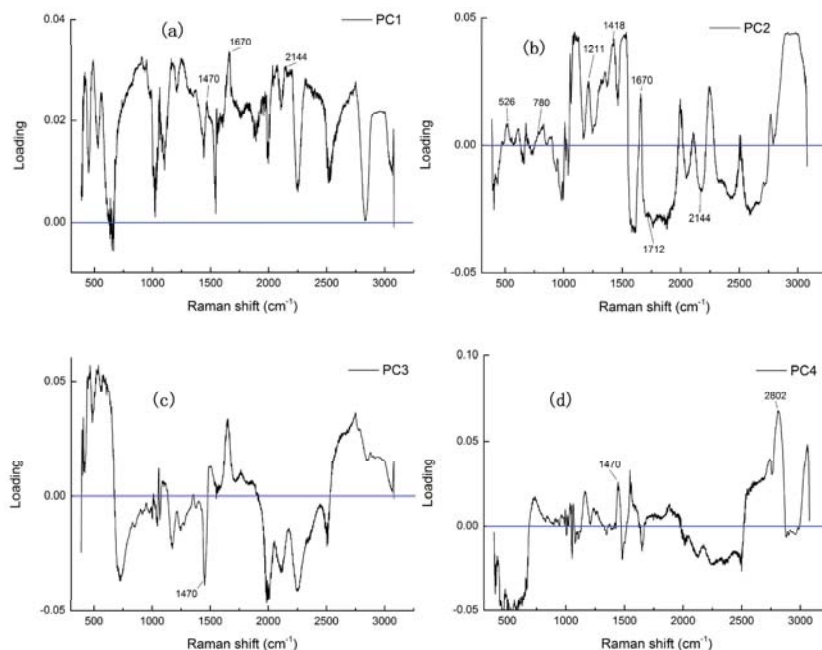 (a)
PC1
0.04
1670
2144
1470
0.02
0.00
Loading
500 1000 1500 2000 2500 3000
Raman shift (cm⁻¹)
(b)
PC2
0.05
1418
1211
1670
526
780
0.00
2144
1712
-0.05
Loading
500 1000 1500 2000 2500 3000
Raman shift (cm⁻¹)
(c)
PC3
0.05
0.00
1470
-0.05
Loading
500 1000 1500 2000 2500 3000
Raman shift (cm⁻¹)
(d)
PC4
0.10
2802
0.05
1470
0.00
-0.05
Loading
500 1000 1500 2000 2500 3000
Raman shift (cm⁻¹)